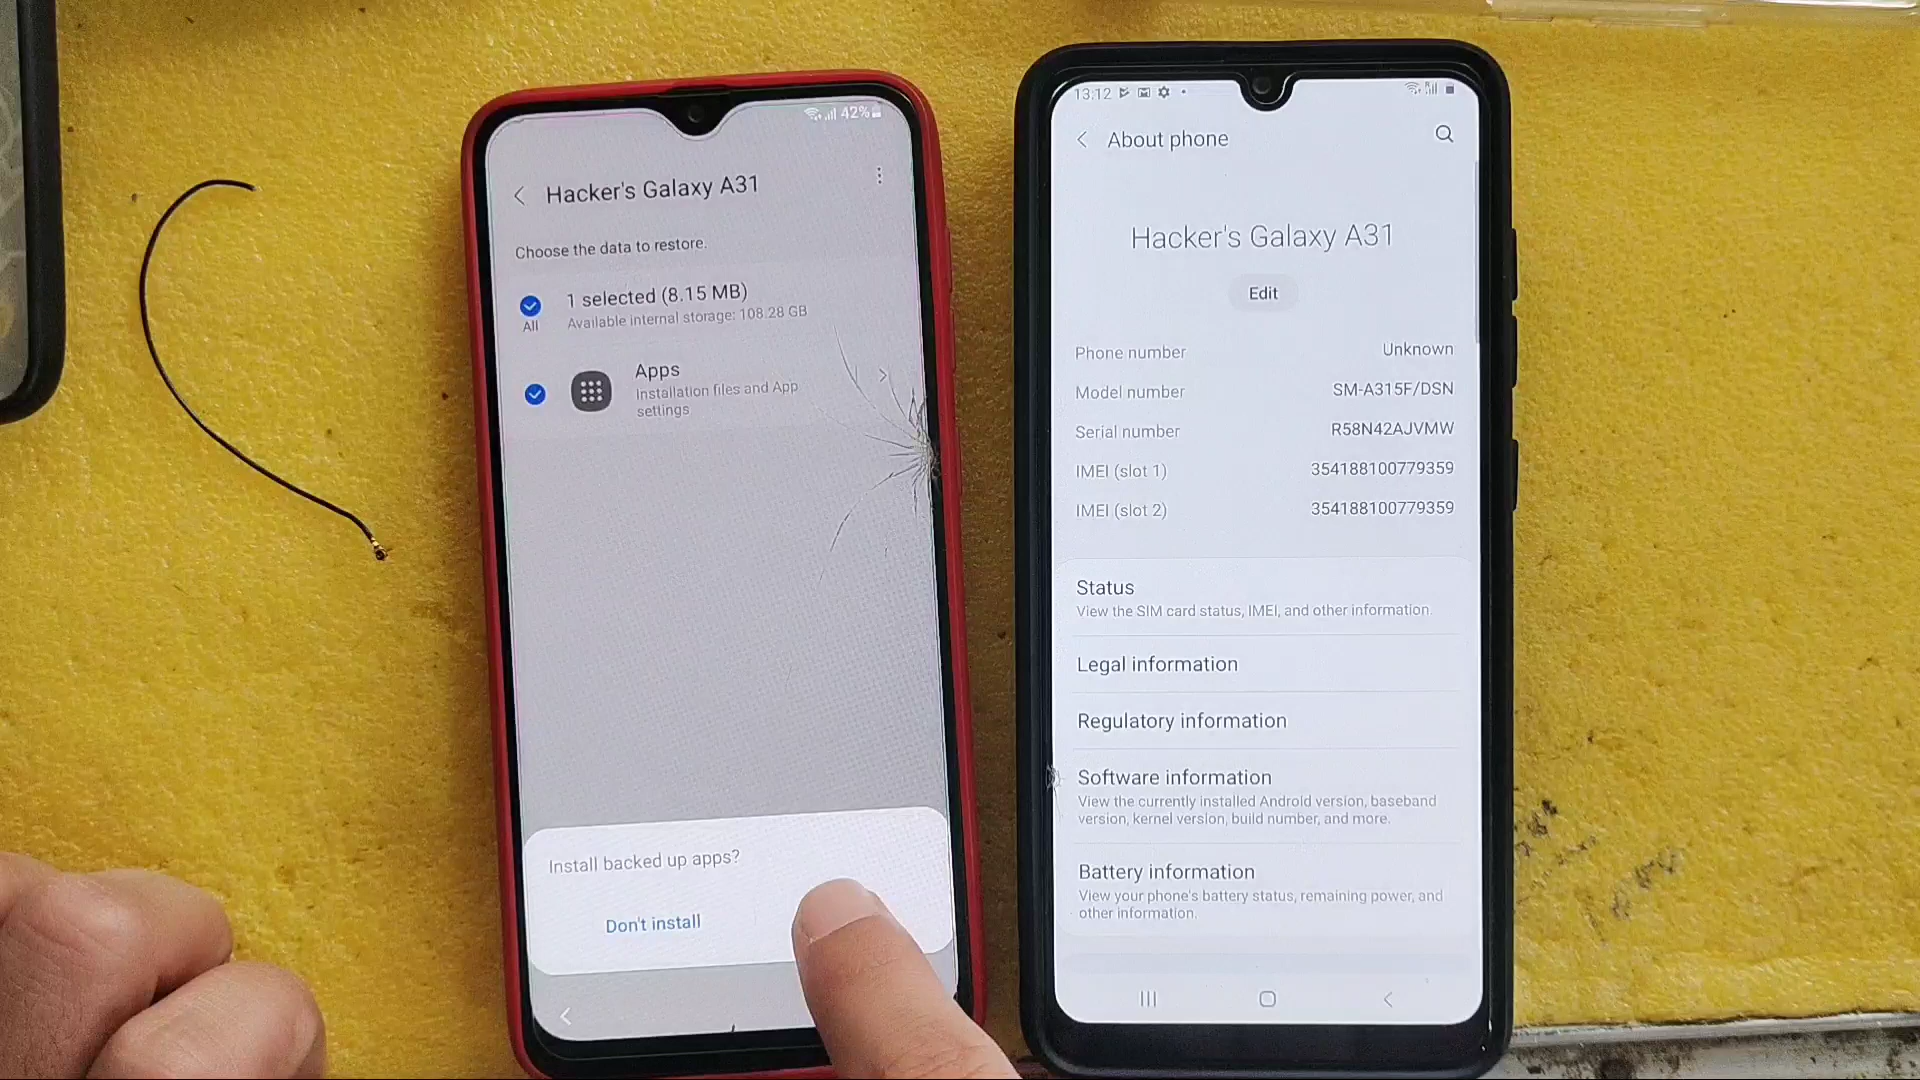 42%
Hacker's Galaxy A31
Choose the data to restore.
1 selected (8.15 MB)
All
Available internal storage: 108.28 GB
Apps
Installation files and App
settings
Install backed up apps?
Don't install
13:12
About phone
Hacker's Galaxy A31
Edit
Phone number Unknown
Model number SM-A315F/DSN
Serial number R58N42AJVMW
IMEI (slot 1) 354188100779359
IMEI (slot 2) 354188100779359
Status
View the SIM card status, IMEI, and other information.
Legal information
Regulatory information
Software information
View the currently installed Android version, baseband
version, kernel version, build number, and more.
Battery information
View your phone's battery status, remaining power, and
other information.